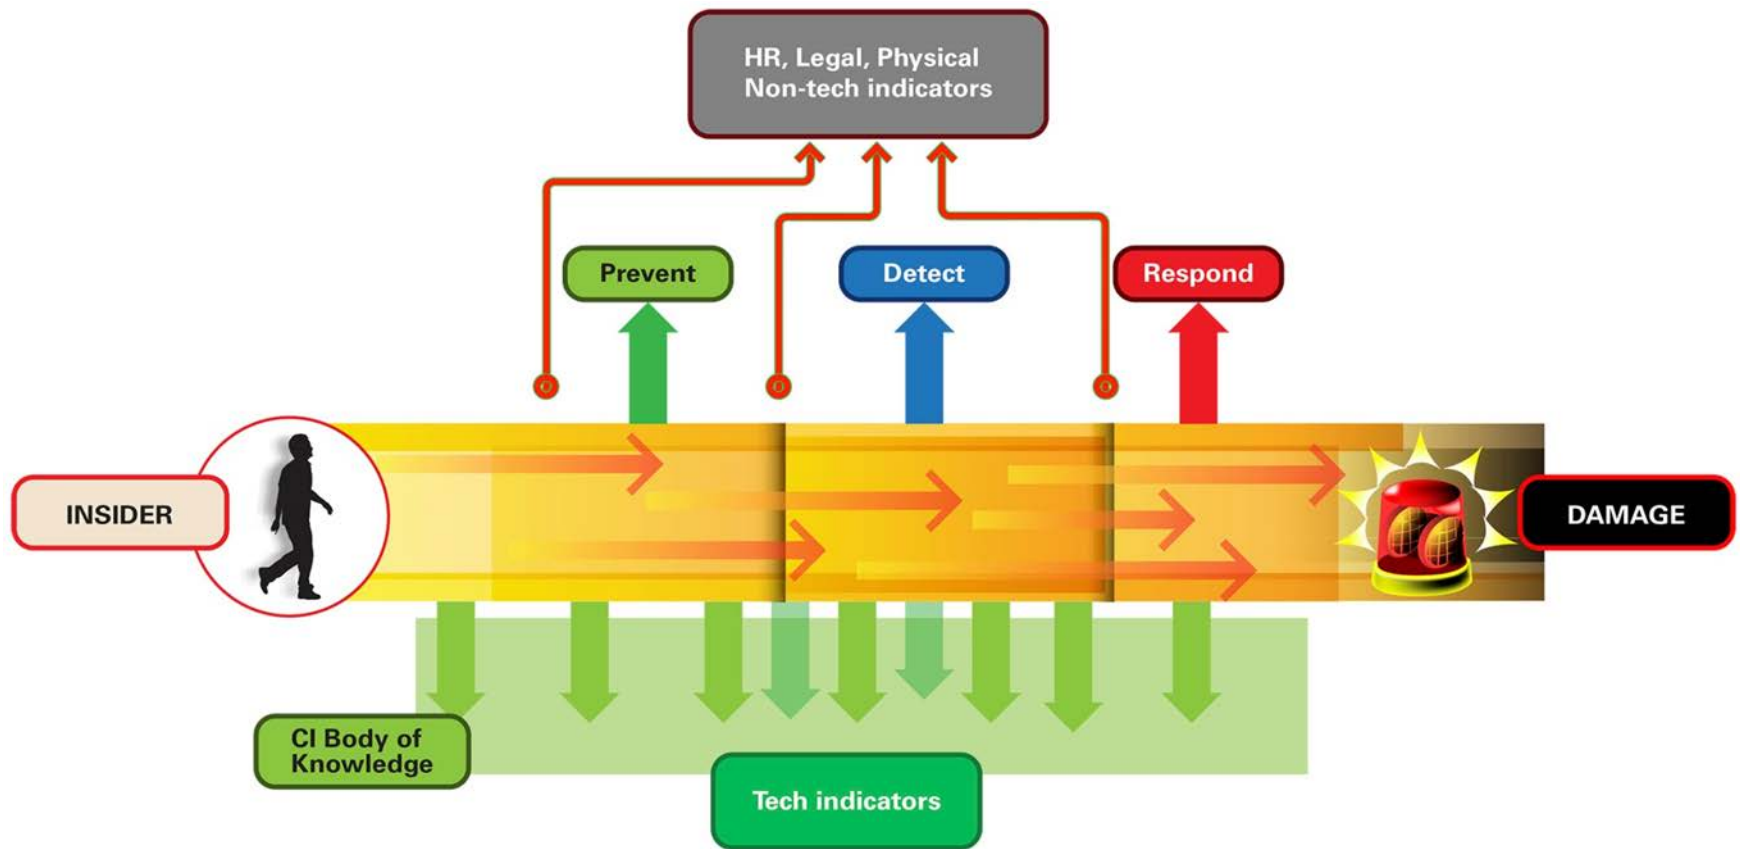 HR, Legal, Physical
Non-tech indicators
Prevent
Detect
Respond
INSIDER
DAMAGE
CI Body of
Knowledge
Tech indicators